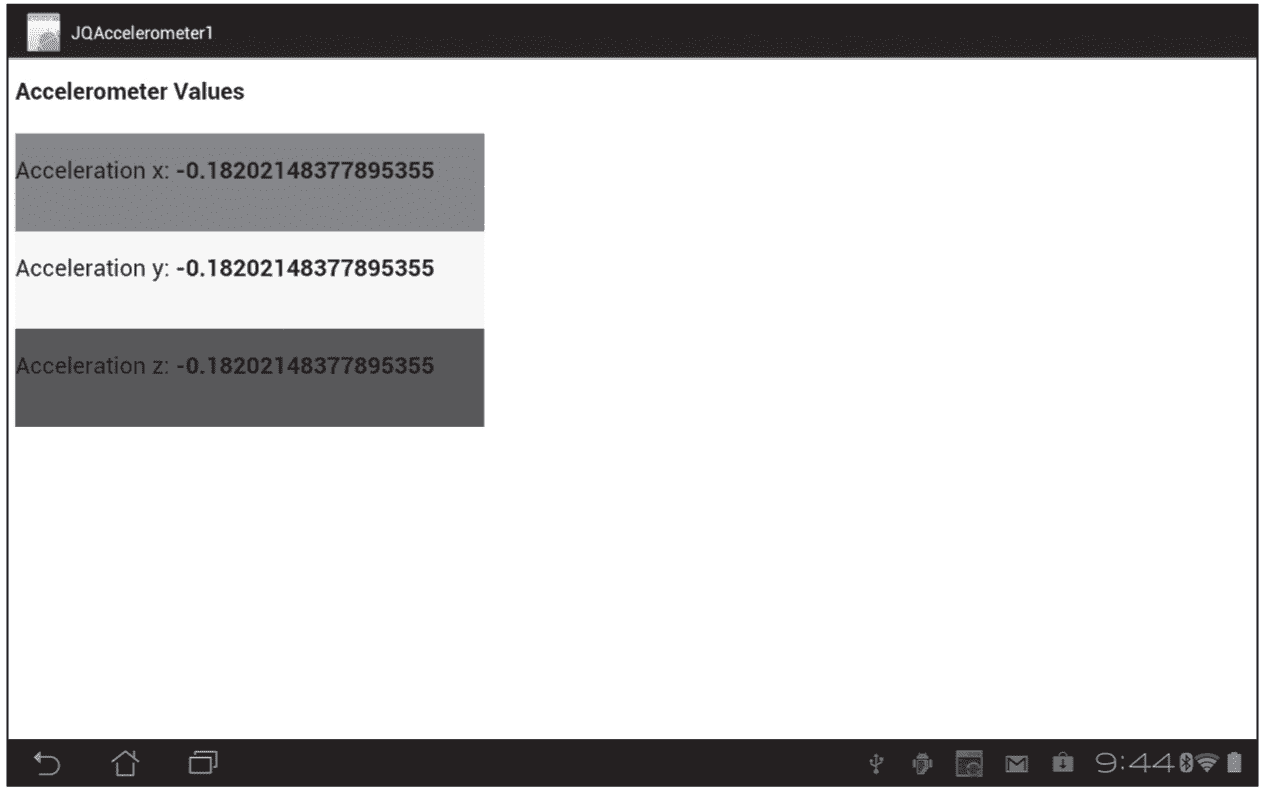 JQAccelerometer1
Accelerometer Values
Acceleration x: -0.18202148377895355
Acceleration y: -0.18202148377895355
Acceleration z: -0.18202148377895355
9:44